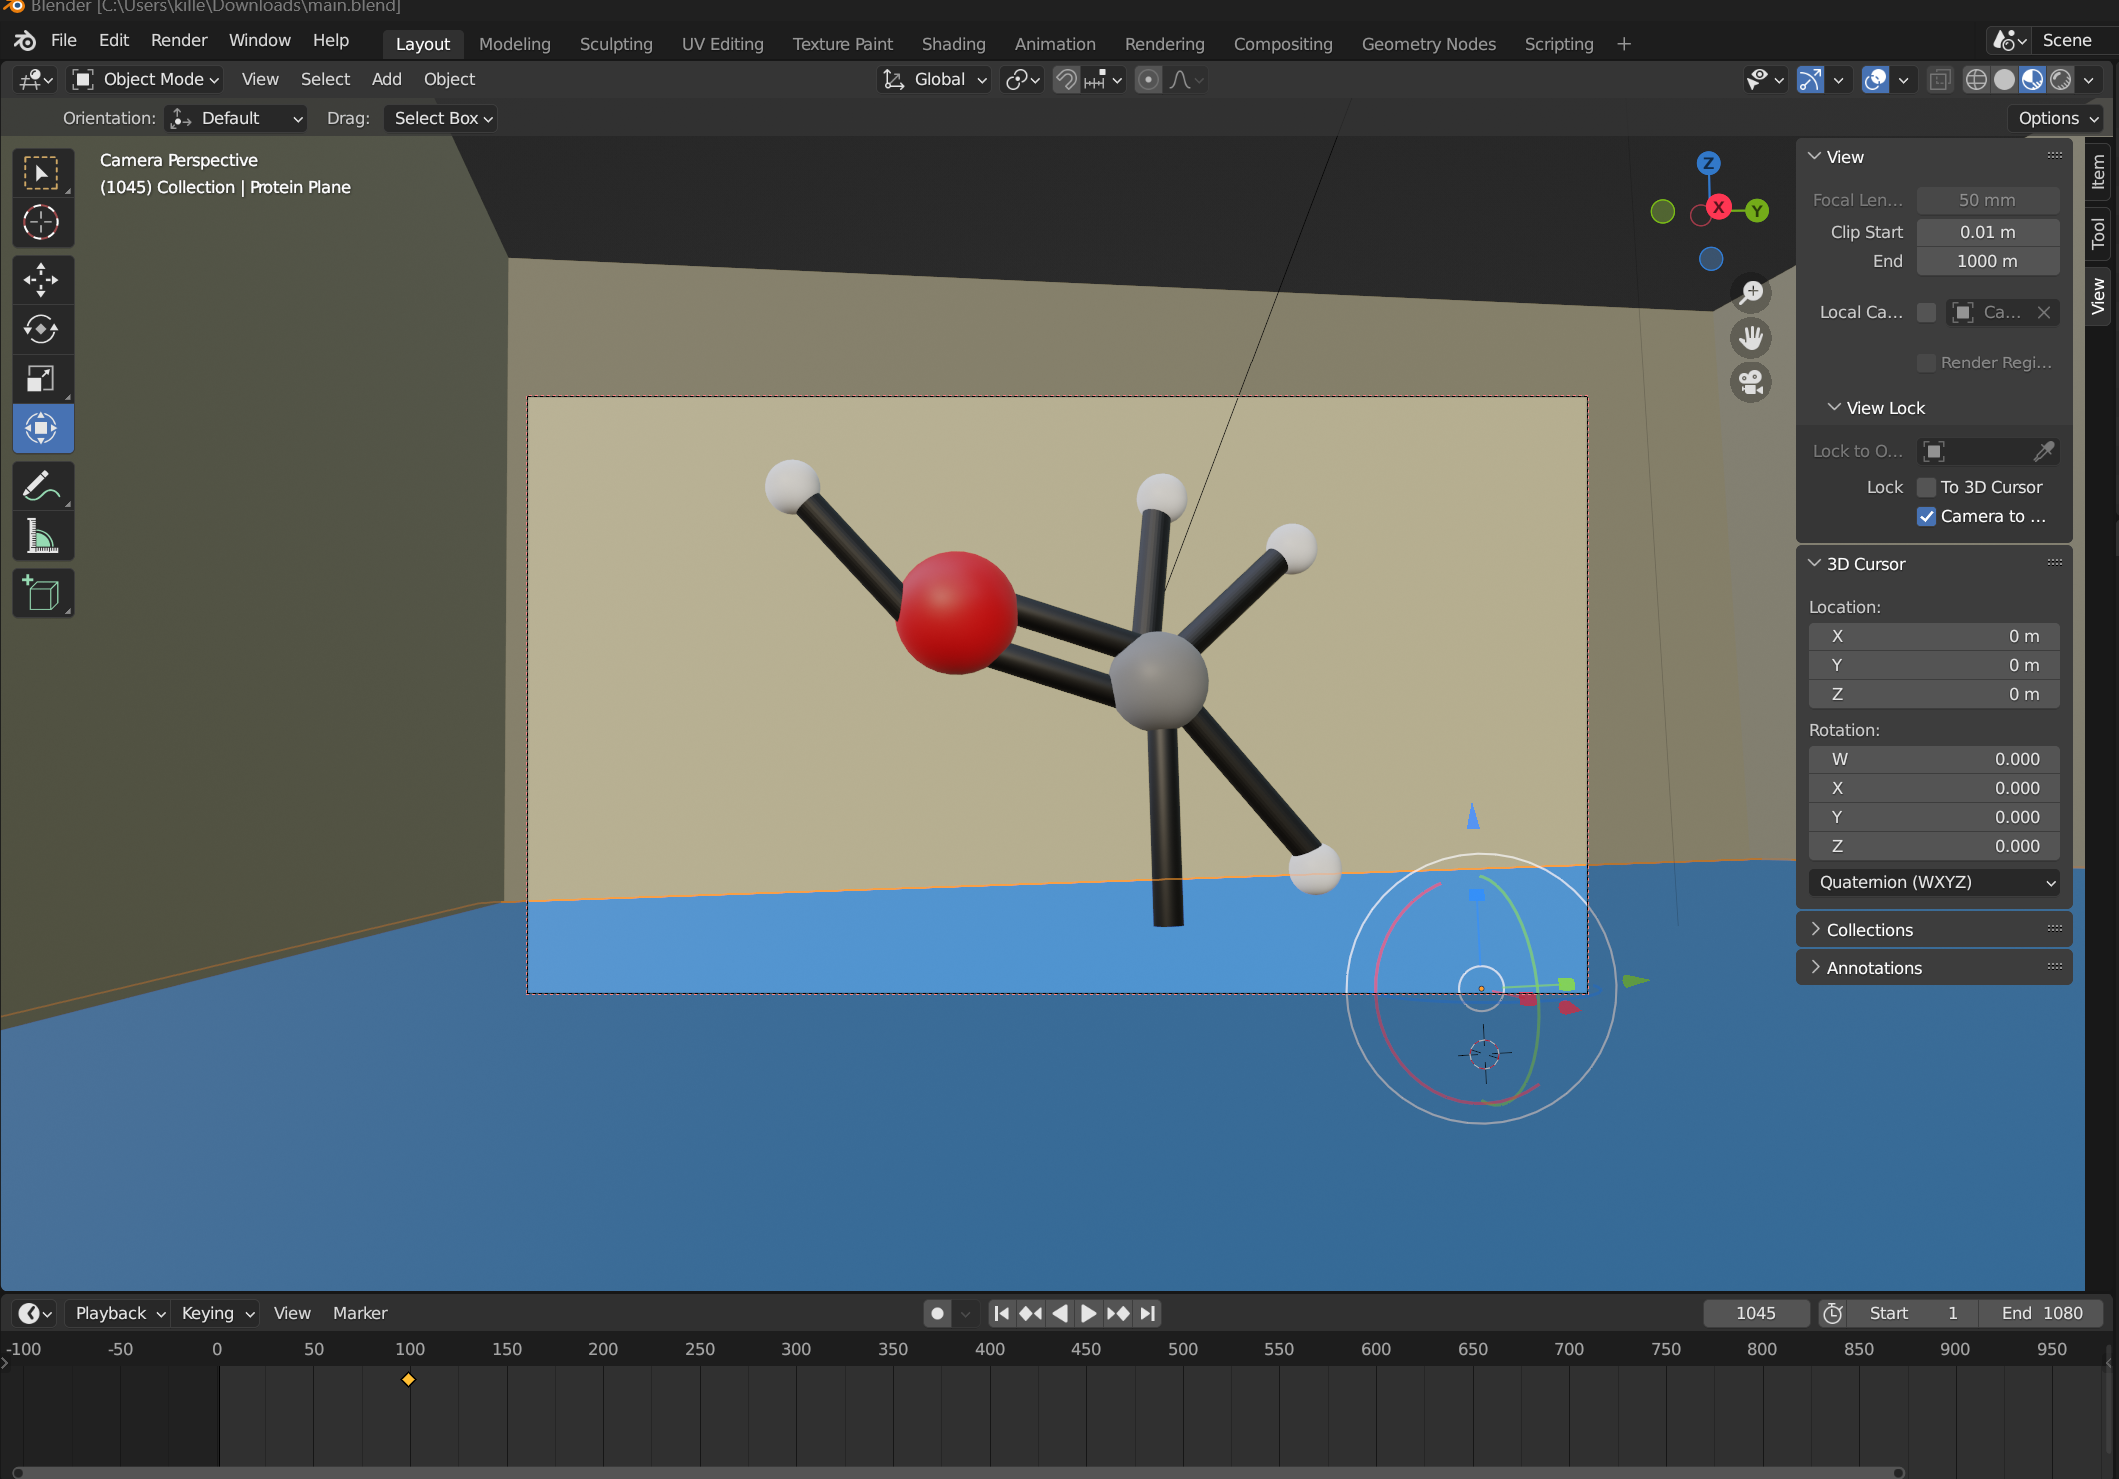 Blender [C:\Users\kille\Downloads\main.blend]
File Edit Render Window Help Layout Modeling Sculpting UV Editing Texture Paint Shading Animation Rendering Compositing Geometry Nodes Scripting + Scene
Object Mode View Select Add Object Global
Orientation: Default Drag: Select Box Options
Camera Perspective
(1045) Collection | Protein Plane
Z
X Y
View
Focal Len... 50 mm
Clip Start 0.01 m
End 1000 m
Local Ca... Ca...
Render Regi...
View Lock
Lock to O...
Lock To 3D Cursor
Camera to ...
3D Cursor
Location:
X 0 m
Y 0 m
Z 0 m
Rotation:
W 0.000
X 0.000
Y 0.000
Z 0.000
Quaternion (WXYZ)
Collections
Annotations
Item
Tool
View
Playback Keying View Marker 1045 Start 1 End 1080
-100 -50 0 50 100 150 200 250 300 350 400 450 500 550 600 650 700 750 800 850 900 950